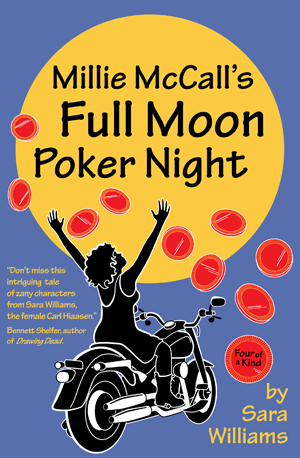 Millie McCall's
Full Moon
Poker Night
"Don't miss this
intriguing tale of
zany characters
from Sara Williams,
the female Carl Hiaasen."
Bennett Shelfer, author
of Drawing Dead.
Four of
a Kind
by
Sara
Williams